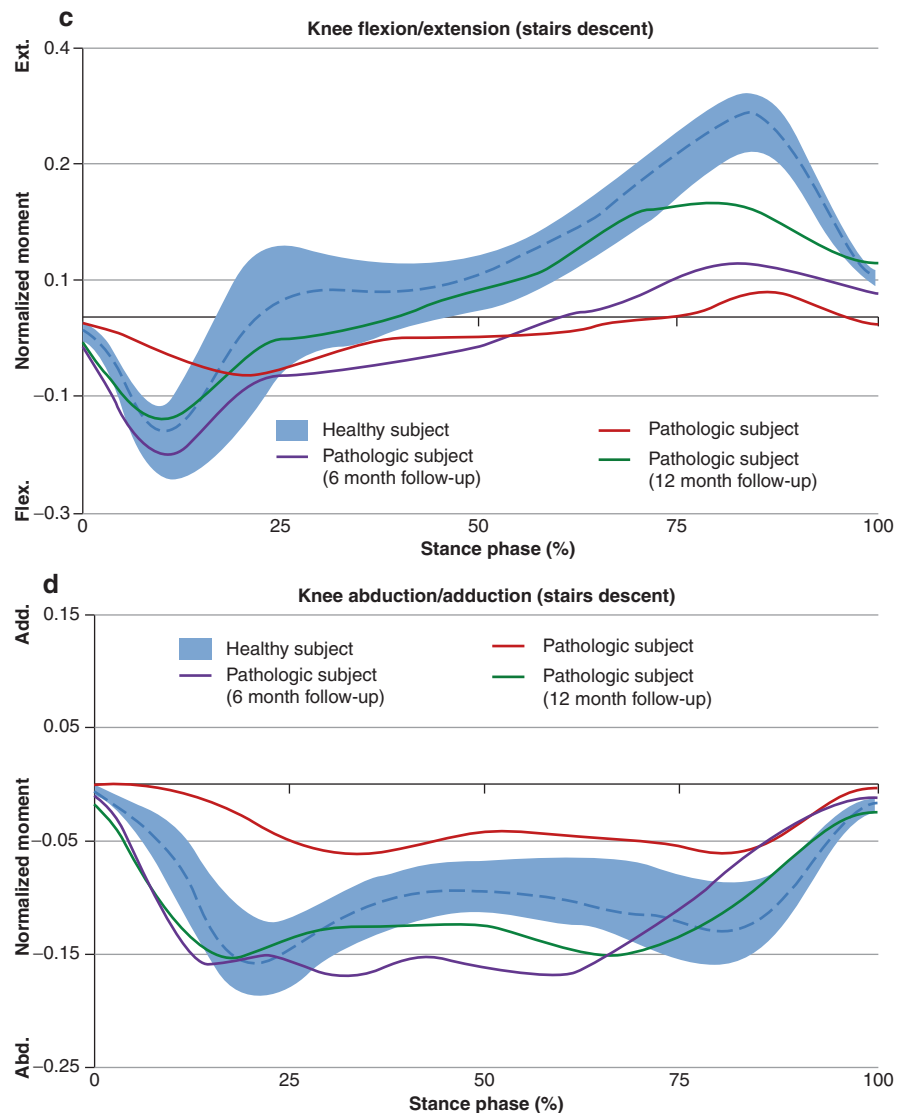 c
Knee flexion/extension (stairs descent)
Ext.
Normalized moment
Flex.
0.4
0.2
0.1
−0.1
−0.3
Healthy subject
Pathologic subject
(6 month follow-up)
Pathologic subject
Pathologic subject
(12 month follow-up)
0 25 50 75 100
Stance phase (%)
d
Knee abduction/adduction (stairs descent)
Add.
Normalized moment
Abd.
0.15
0.05
−0.05
−0.15
−0.25
Healthy subject
Pathologic subject
(6 month follow-up)
Pathologic subject
Pathologic subject
(12 month follow-up)
0 25 50 75 100
Stance phase (%)